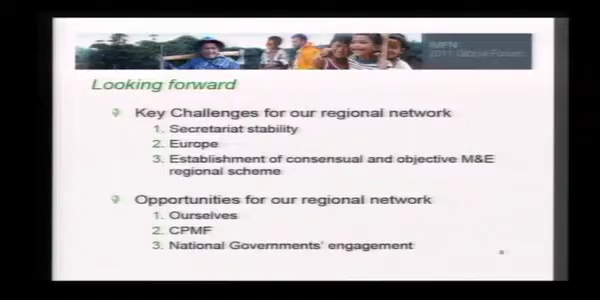 IMFN
2011 Global Forum
Looking forward
Key Challenges for our regional network
1. Secretariat stability
2. Europe
3. Establishment of consensual and objective M&E
regional scheme
Opportunities for our regional network
1. Ourselves
2. CPMF
3. National Governments' engagement